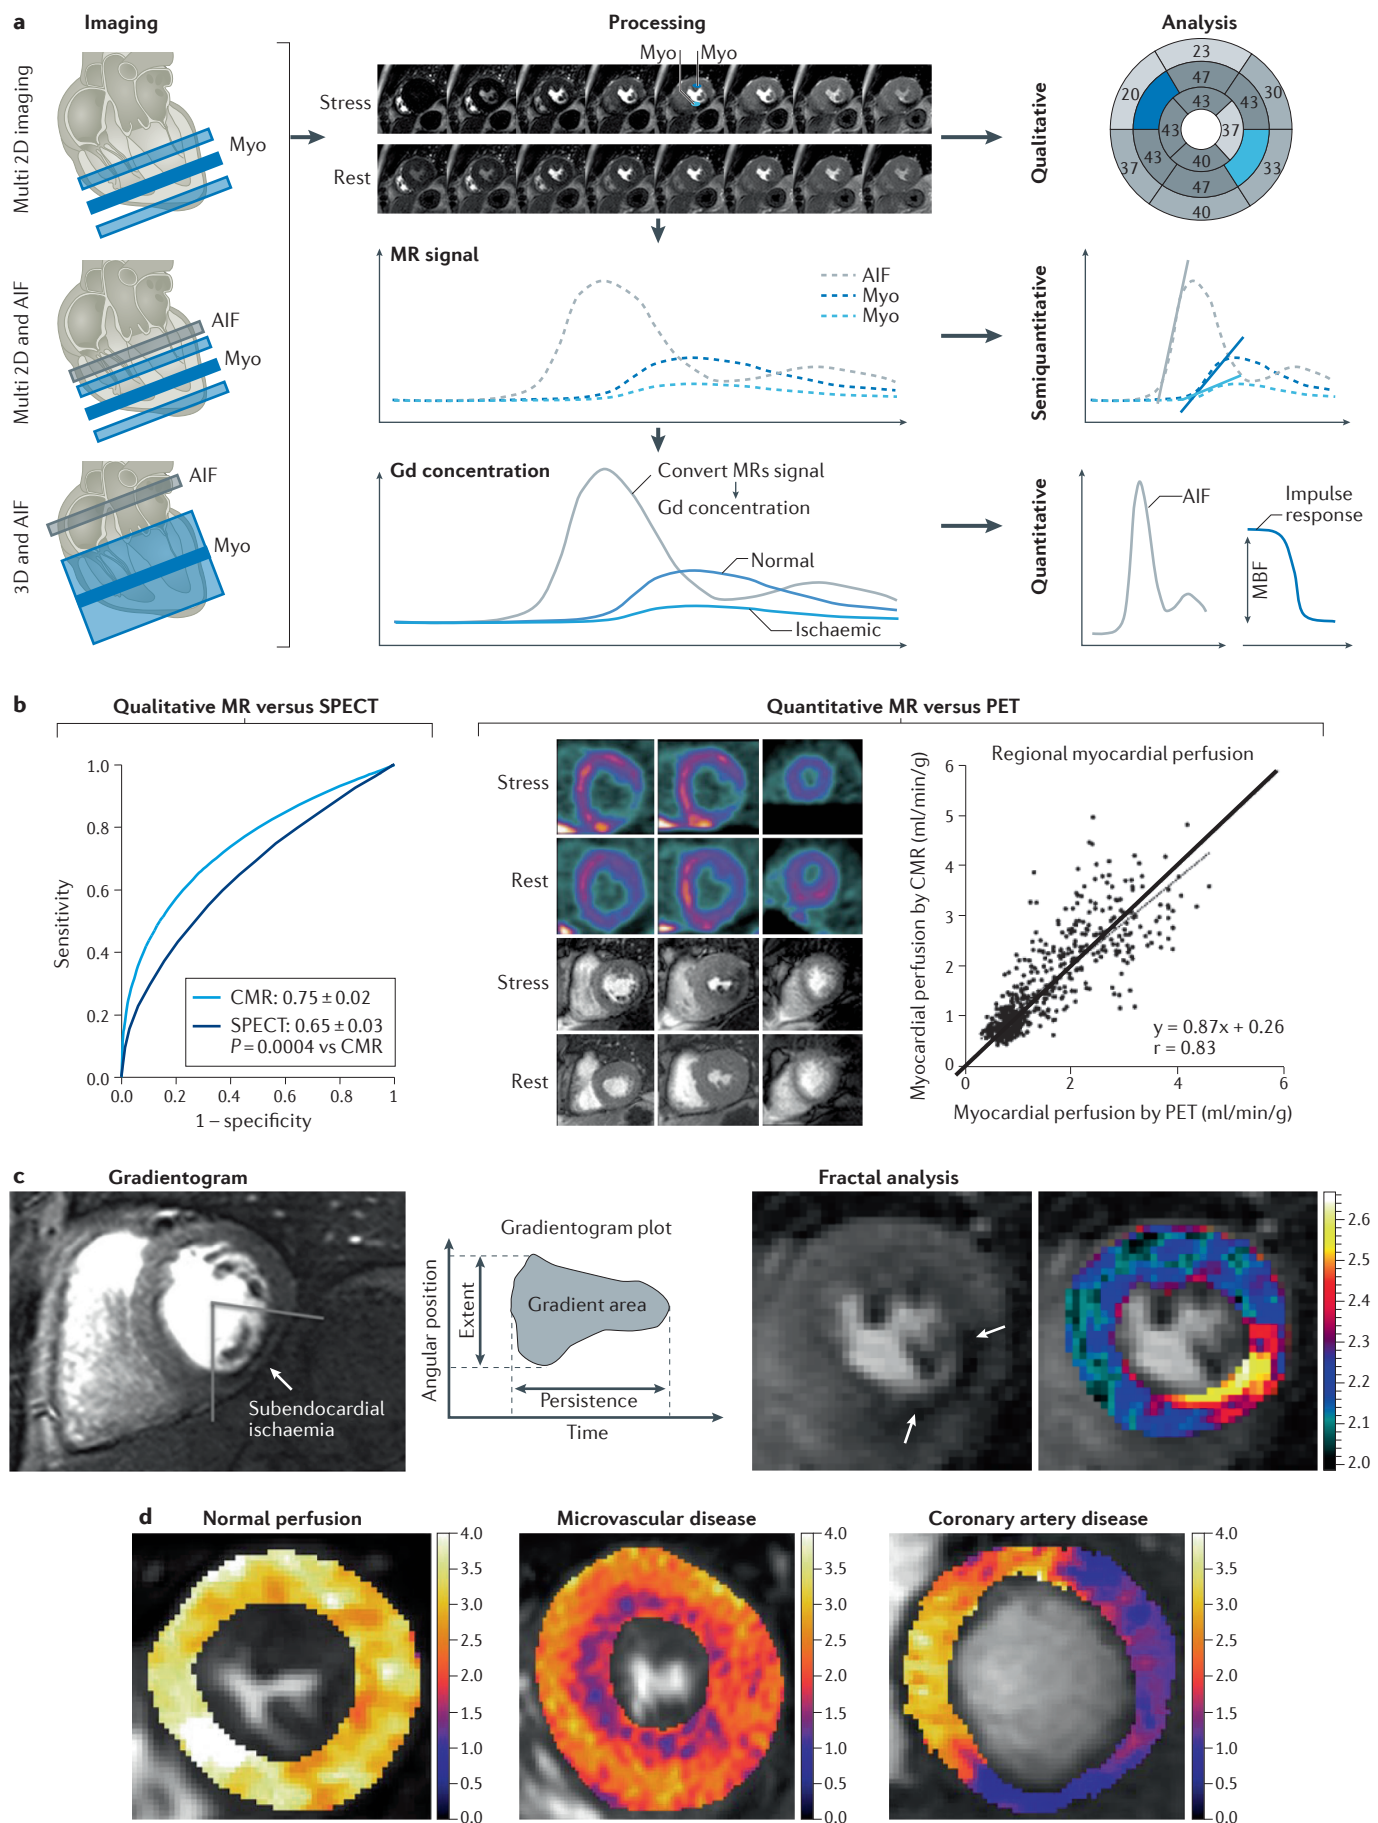 a
Imaging
Processing
Analysis
Multi 2D imaging
Myo
Multi 2D and AIF
AIF
Myo
3D and AIF
AIF
Myo
Myo
Myo
Stress
Rest
Qualitative
23
47
30
20
43
43
43
37
37
43
40
33
47
40
MR signal
AIF
Myo
Myo
Semiquantitative
Gd concentration
Convert MRs signal
Gd concentration
Normal
Ischaemic
Quantitative
AIF
Impulse
response
MBF
b
Qualitative MR versus SPECT
Quantitative MR versus PET
Sensitivity
1.0
0.8
0.6
0.4
0.2
0.0
CMR: 0.75 ± 0.02
SPECT: 0.65 ± 0.03
P = 0.0004 vs CMR
0.0 0.2 0.4 0.6 0.8 1
1 – specificity
Stress
Rest
Stress
Rest
Regional myocardial perfusion
Myocardial perfusion by CMR (ml/min/g)
6
5
4
3
2
1
0
y = 0.87x + 0.26
r = 0.83
0 2 4 6
Myocardial perfusion by PET (ml/min/g)
c
Gradientogram
Subendocardial
ischaemia
Gradientogram plot
Angular position
Extent
Gradient area
Persistence
Time
Fractal analysis
2.6
2.5
2.4
2.3
2.2
2.1
2.0
d
Normal perfusion
4.0
3.5
3.0
2.5
2.0
1.5
1.0
0.5
0.0
Microvascular disease
4.0
3.5
3.0
2.5
2.0
1.5
1.0
0.5
0.0
Coronary artery disease
4.0
3.5
3.0
2.5
2.0
1.5
1.0
0.5
0.0